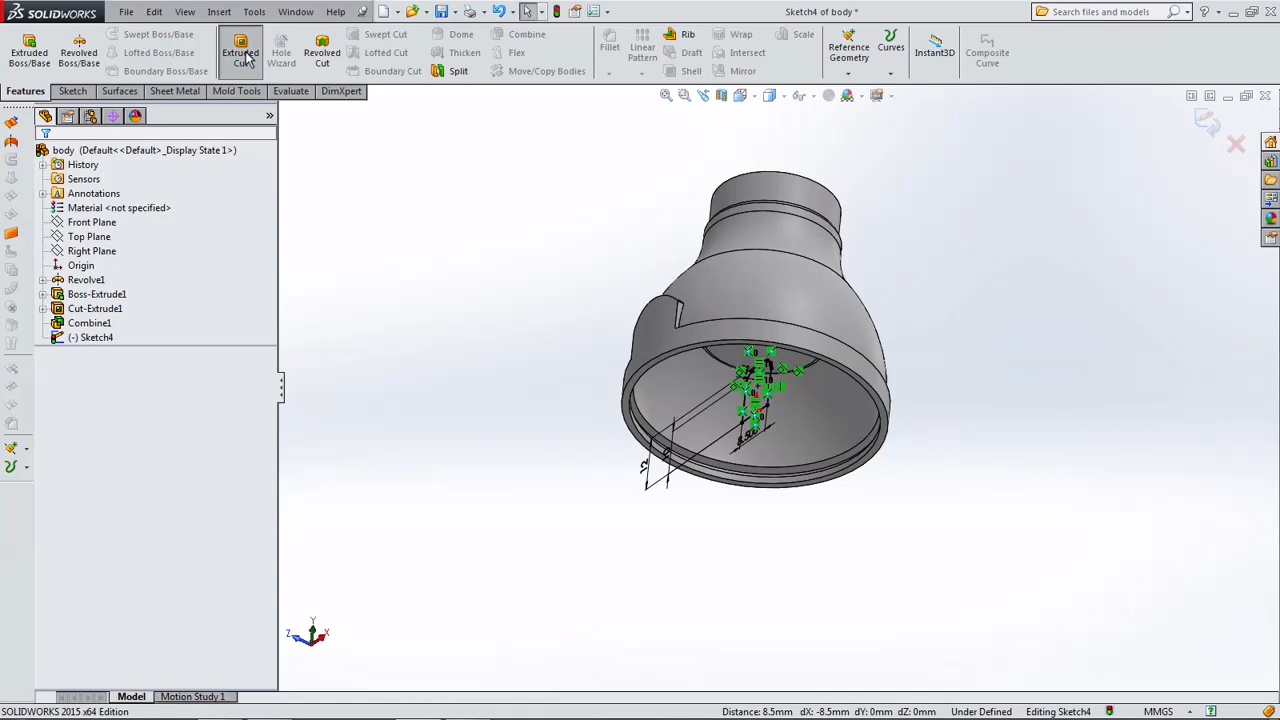 SOLIDWORKS File Edit View Insert Tools Window Help Sketch4 of body * Search files and models
Extruded Boss/Base
Revolved Boss/Base
Swept Boss/Base
Lofted Boss/Base
Boundary Boss/Base
Extruded Cut
Hole Wizard
Revolved Cut
Swept Cut
Lofted Cut
Boundary Cut
Dome
Thicken
Split
Combine
Flex
Move/Copy Bodies
Fillet
Linear Pattern
Rib
Draft
Shell
Wrap
Intersect
Mirror
Scale
Reference Geometry
Curves
Instant3D
Composite Curve
Features Sketch Surfaces Sheet Metal Mold Tools Evaluate DimXpert
body (Default<<Default>_Display State 1>)
History
Sensors
Annotations
Material <not specified>
Front Plane
Top Plane
Right Plane
Origin
Revolve1
Boss-Extrude1
Cut-Extrude1
Combine1
(-) Sketch4
12
8.500
Y
Z X
Model Motion Study 1
SOLIDWORKS 2015 x64 Edition Distance: 8.5mm dX: -8.5mm dY: 0mm dZ: 0mm Under Defined Editing Sketch4 MMGS